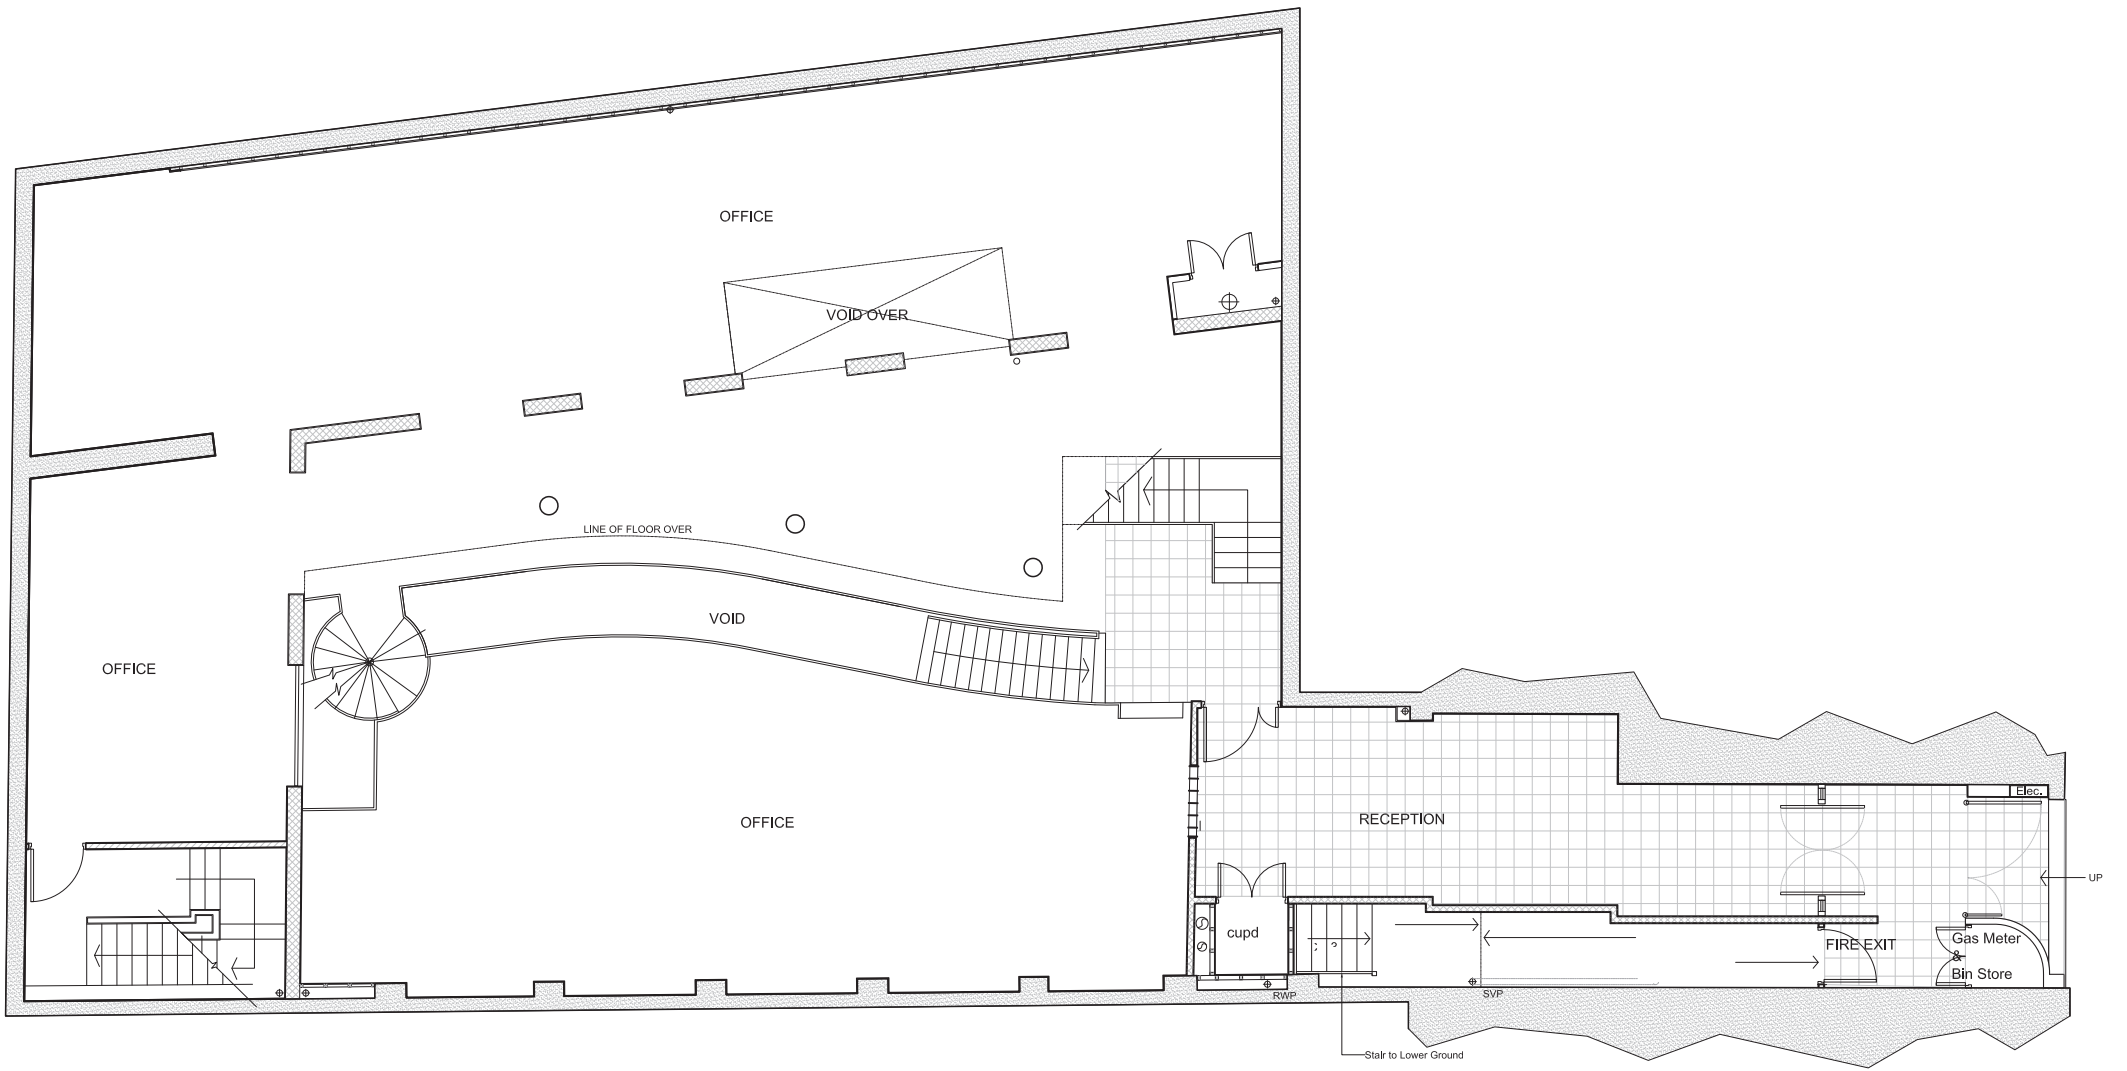 OFFICE
VOID OVER
LINE OF FLOOR OVER
VOID
OFFICE
OFFICE
Elec.
RECEPTION
UP
cupd
FIRE EXIT
Gas Meter
&
Bin Store
RWP
SVP
Stair to Lower Ground